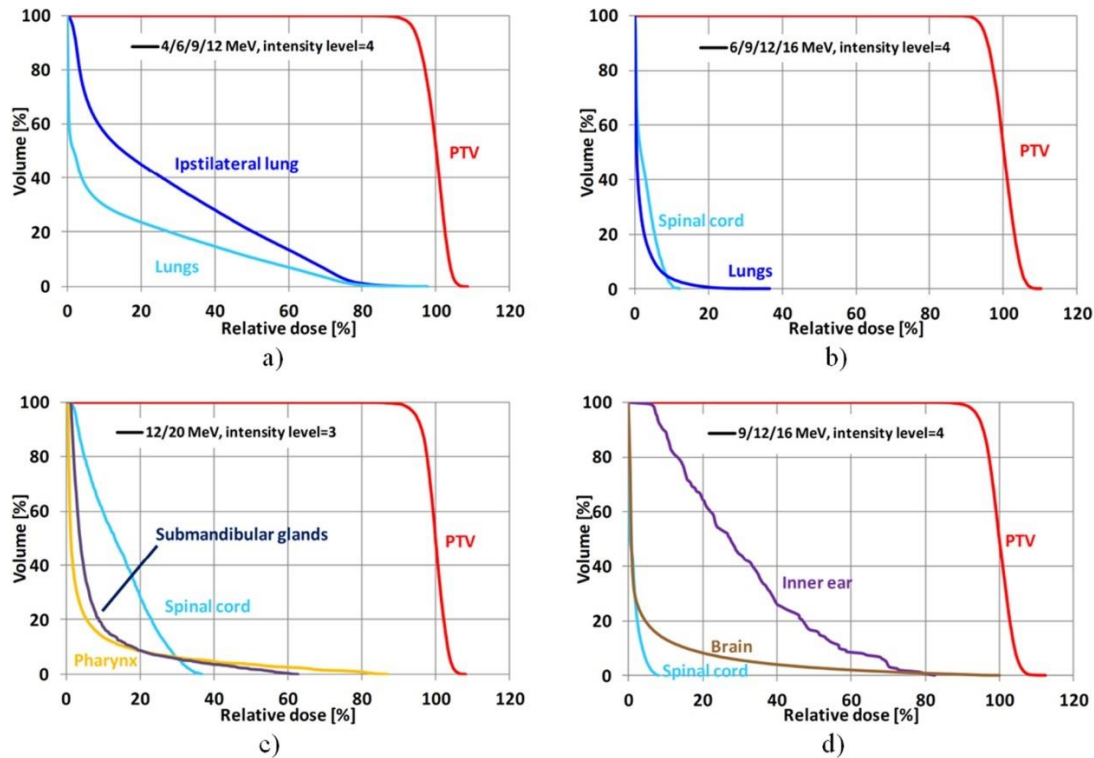 100
80
60
40
20
0
Volume [%]
4/6/9/12 MeV, intensity level=4
PTV
Ipstilateral lung
Lungs
0 20 40 60 80 100 120
Relative dose [%]
a)
100
80
60
40
20
0
Volume [%]
6/9/12/16 MeV, intensity level=4
PTV
Spinal cord
Lungs
0 20 40 60 80 100 120
Relative dose [%]
b)
100
80
60
40
20
0
Volume [%]
12/20 MeV, intensity level=3
Submandibular glands
PTV
Spinal cord
Pharynx
0 20 40 60 80 100 120
Relative dose [%]
c)
100
80
60
40
20
0
Volume [%]
9/12/16 MeV, intensity level=4
PTV
Inner ear
Brain
Spinal cord
0 20 40 60 80 100 120
Relative dose [%]
d)